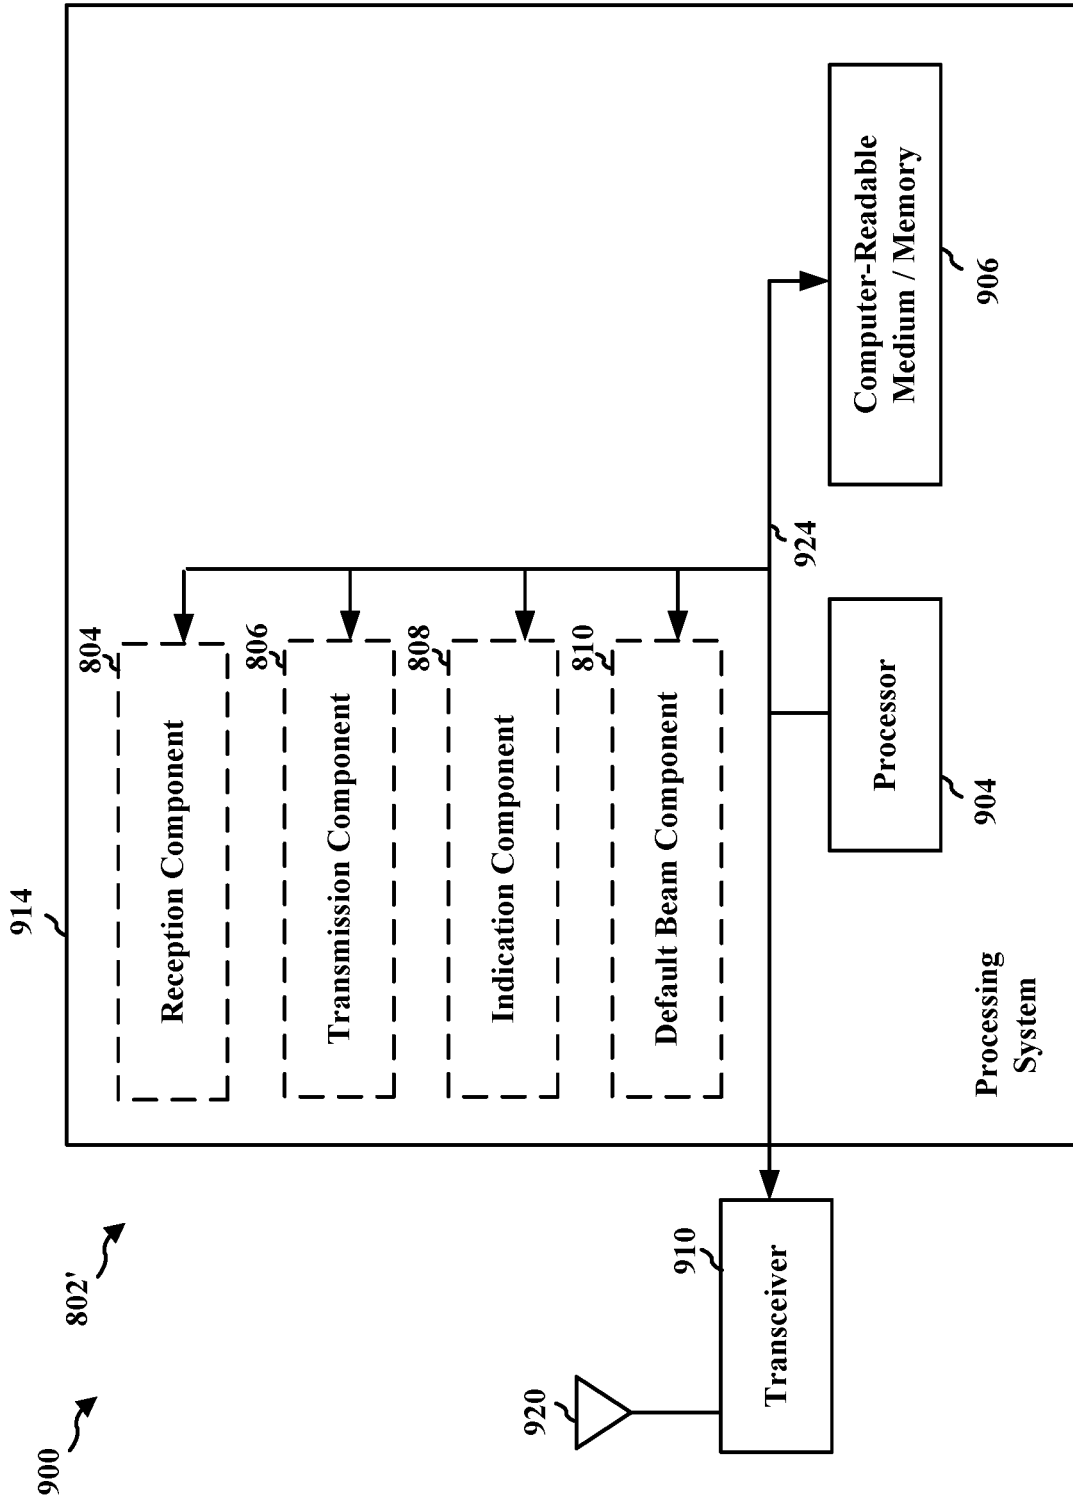 900
802'
914
804
Reception Component
806
Transmission Component
808
Indication Component
810
Default Beam Component
924
920
910
Transceiver
Processor
904
Computer-Readable
Medium / Memory
906
Processing
System